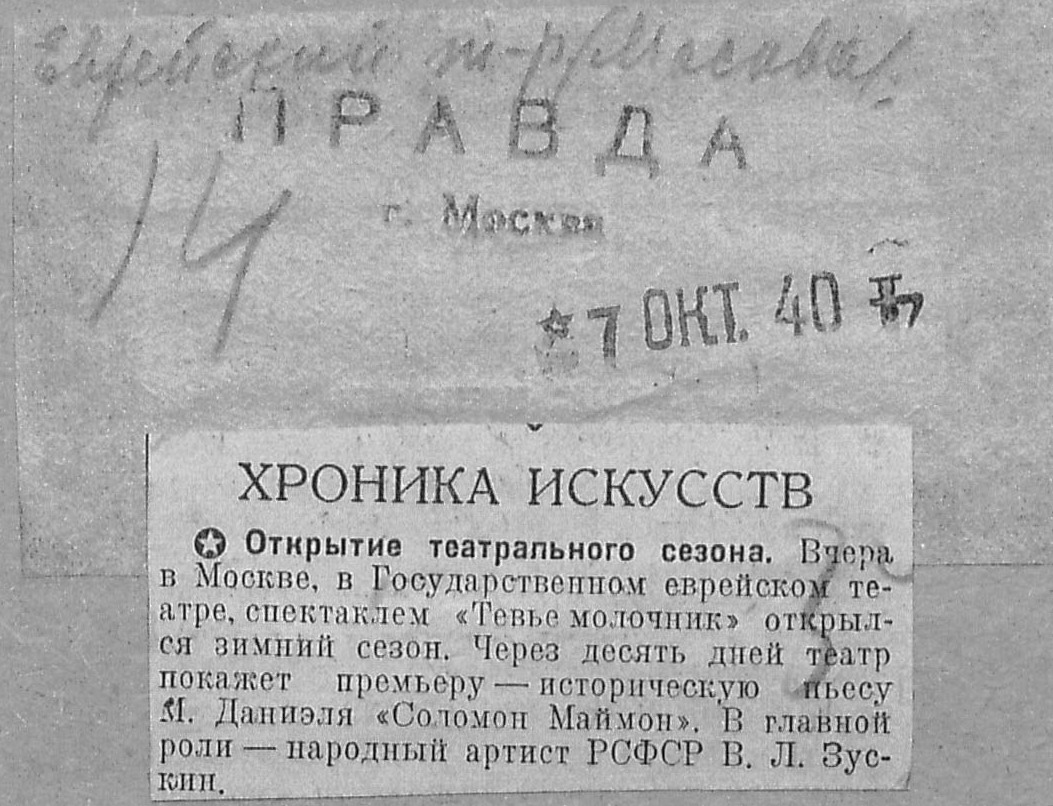 Еврейский т-р (Москва).
ПРАВДА
г. Москва
14
7 ОКТ. 40
ХРОНИКА ИСКУССТВ
Открытие театрального сезона. Вчера
в Москве, в Государственном еврейском те-
атре, спектаклем «Тевье молочник» открыл-
ся зимний сезон. Через десять дней театр
покажет премьеру — историческую пьесу
М. Даниэля «Соломон Маймон». В главной
роли — народный артист РСФСР В. Л. Зус-
кин.